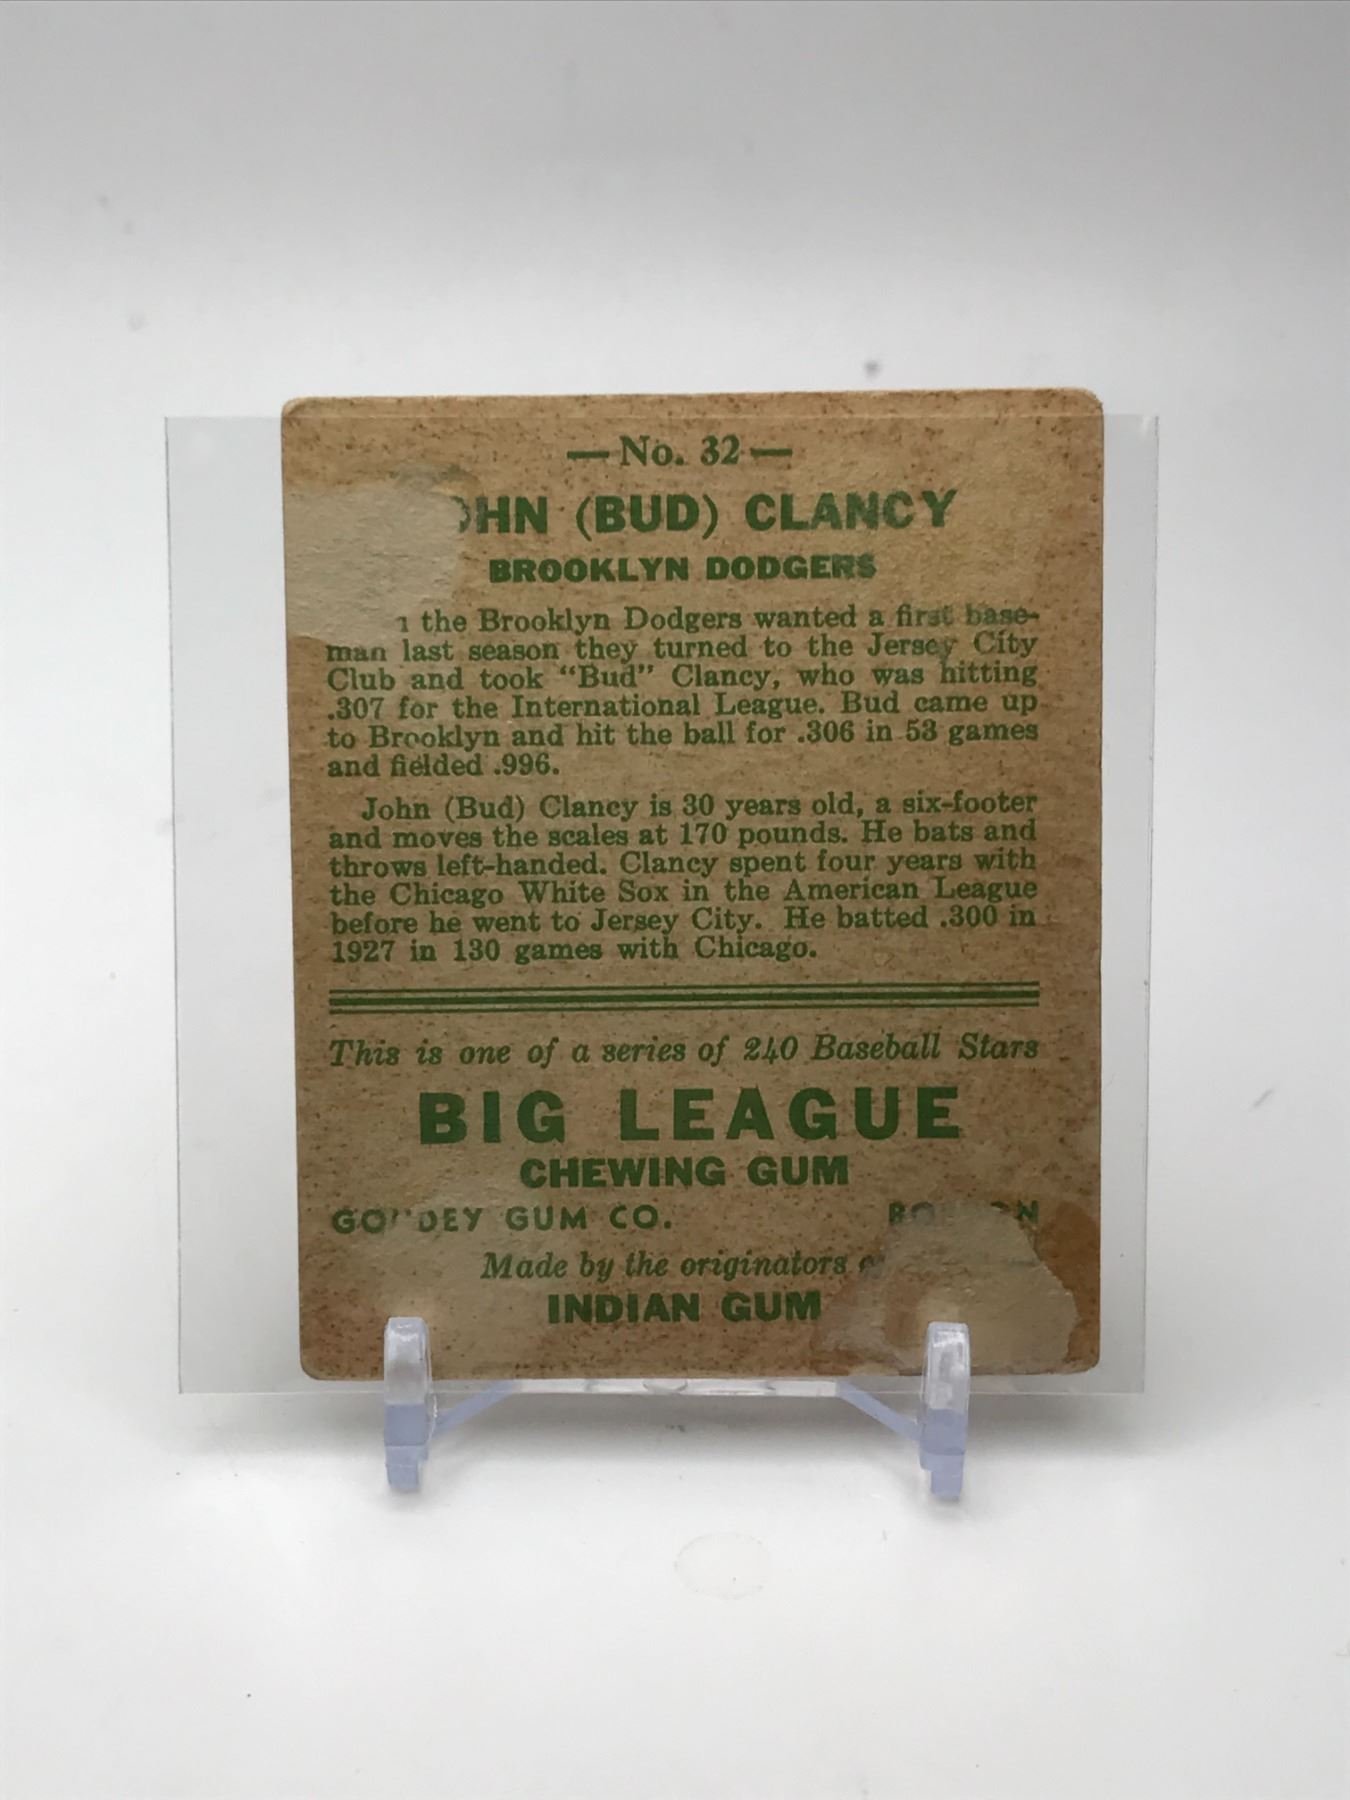 — No. 32 —
OHN (BUD) CLANCY
BROOKLYN DODGERS
the Brooklyn Dodgers wanted a first base-
man last season they turned to the Jersey City
Club and took "Bud" Clancy, who was hitting
.307 for the International League. Bud came up
to Brooklyn and hit the ball for .306 in 53 games
and fielded .996.
John (Bud) Clancy is 30 years old, a six-footer
and moves the scales at 170 pounds. He bats and
throws left-handed. Clancy spent four years with
the Chicago White Sox in the American League
before he went to Jersey City. He batted .300 in
1927 in 130 games with Chicago.
This is one of a series of 240 Baseball Stars
BIG LEAGUE
CHEWING GUM
GOUDEY GUM CO. BOSTON
Made by the originators
INDIAN GUM